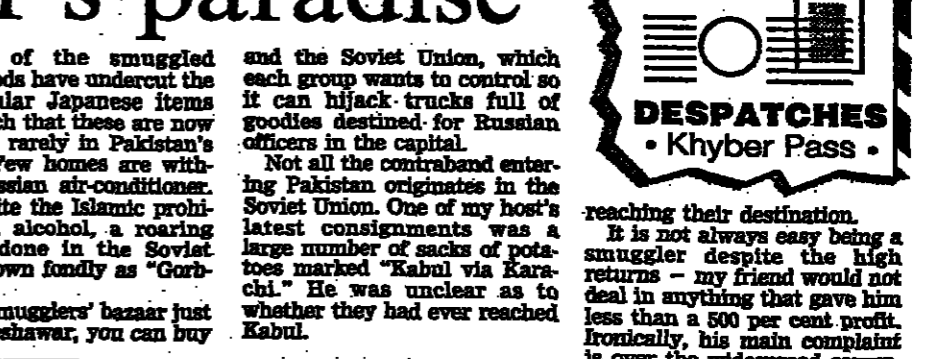 r's paradise
of the smuggled
ds have undercut the
ular Japanese items
ch that these are now
rarely in Pakistan's
Few homes are with-
ssian air-conditioner.
ite the Islamic prohi-
alcohol, a roaring
done in the Soviet
own fondly as "Gorb-
mugglers' bazaar just
shawar, you can buy
and the Soviet Union, which
each group wants to control so
it can hijack trucks full of
goodies destined for Russian
officers in the capital.
Not all the contraband enter-
ing Pakistan originates in the
Soviet Union. One of my host's
latest consignments was a
large number of sacks of pota-
toes marked "Kabul via Kara-
chi." He was unclear as to
whether they had ever reached
Kabul.
DESPATCHES
• Khyber Pass •
reaching their destination.
It is not always easy being a
smuggler despite the high
returns — my friend would not
deal in anything that gave him
less than a 500 per cent profit.
Ironically, his main complaint
is over the widespread